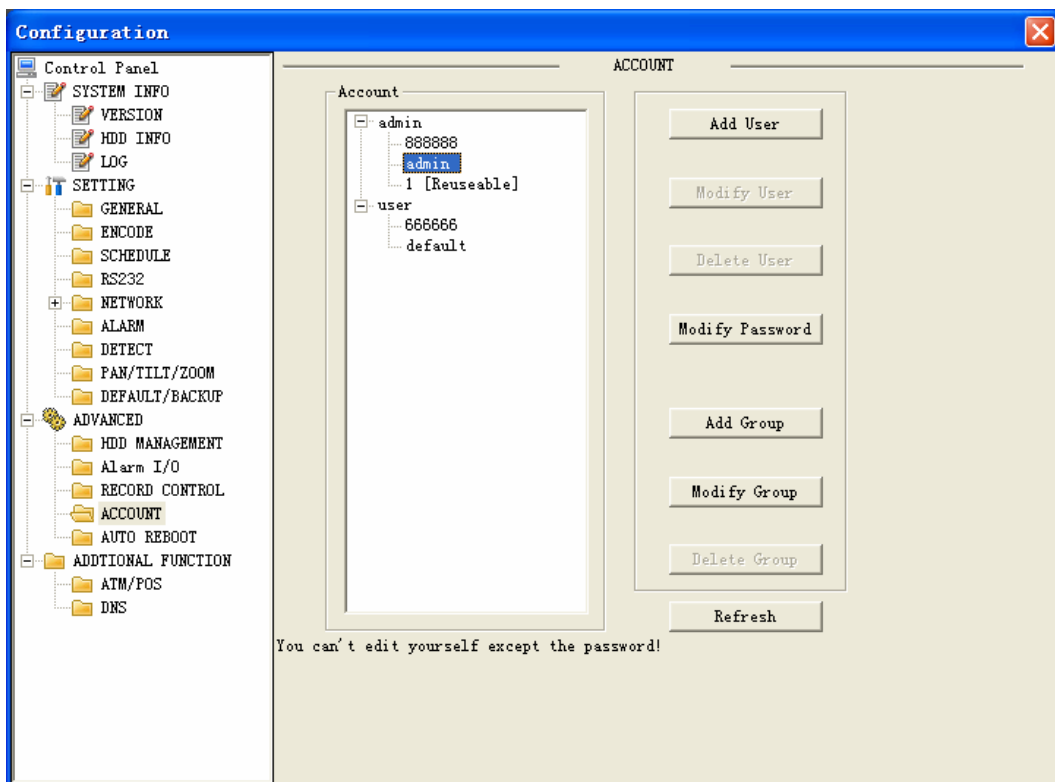 Configuration
Control Panel
SYSTEM INFO
VERSION
HDD INFO
LOG
SETTING
GENERAL
ENCODE
SCHEDULE
RS232
NETWORK
ALARM
DETECT
PAN/TILT/ZOOM
DEFAULT/BACKUP
ADVANCED
HDD MANAGEMENT
Alarm I/O
RECORD CONTROL
ACCOUNT
AUTO REBOOT
ADDTIONAL FUNCTION
ATM/POS
DNS
ACCOUNT
Account
admin
888888
admin
1 [Reuseable]
user
666666
default
Add User
Modify User
Delete User
Modify Password
Add Group
Modify Group
Delete Group
Refresh
You can't edit yourself except the password!